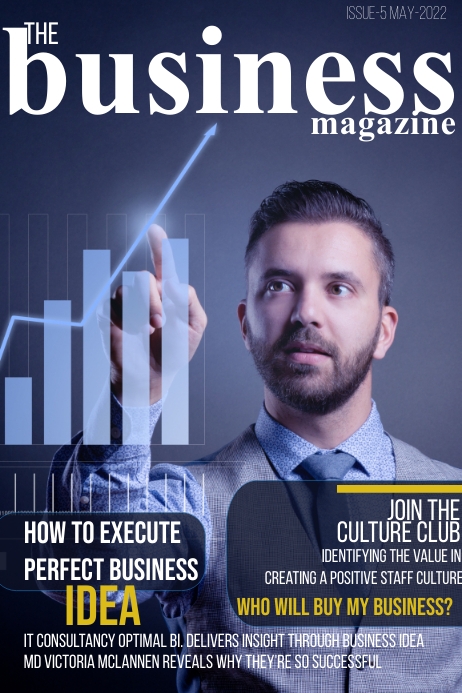 ISSUE-5 MAY-2022
THE
business
magazine
JOIN THE
CULTURE CLUB
IDENTIFYING THE VALUE IN
CREATING A POSITIVE STAFF CULTURE
WHO WILL BUY MY BUSINESS?
HOW TO EXECUTE
PERFECT BUSINESS
IDEA
IT CONSULTANCY OPTIMAL BI. DELIVERS INSIGHT THROUGH BUSINESS IDEA
MD VICTORIA MCLANNEN REVEALS WHY THEY'RE SO SUCCESSFUL